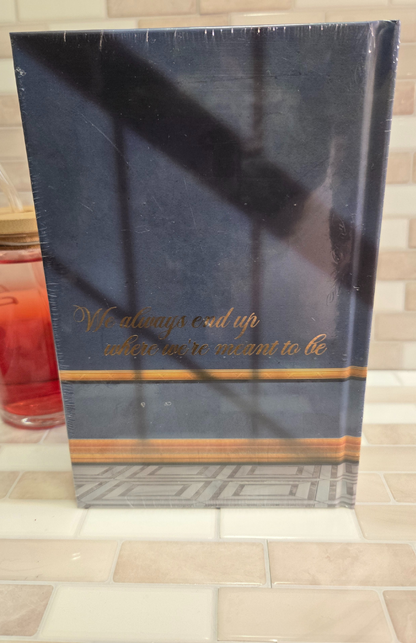 We always end up
where we're meant to be